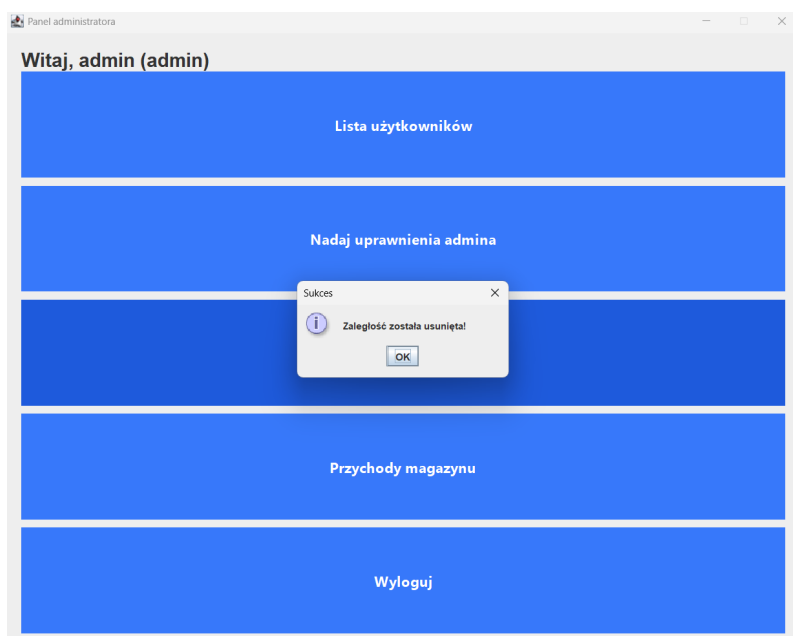 Panel administratora
Witaj, admin (admin)
Lista użytkowników
Nadaj uprawnienia admina
Sukces
Zaległość została usunięta!
OK
Przychody magazynu
Wyloguj